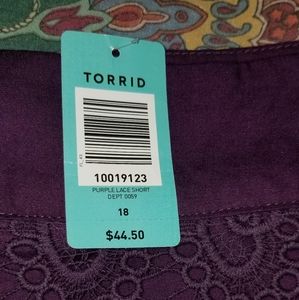 TORRID
10019123
PURPLE LACE SHORT
DEPT 0059
18
$44.50